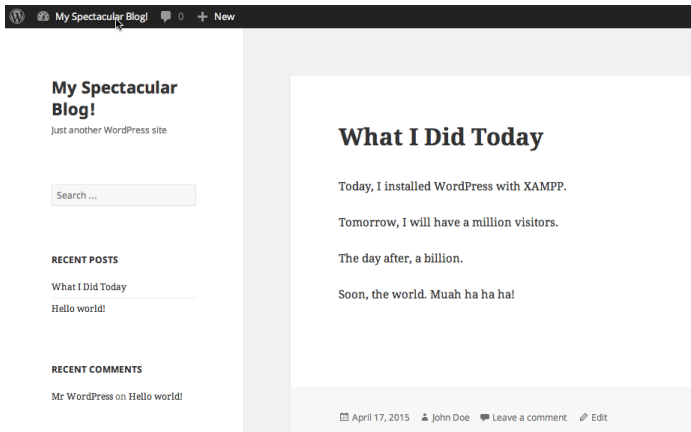 My Spectacular Blog! 0 New
My Spectacular
Blog!
Just another WordPress site
Search ...
RECENT POSTS
What I Did Today
Hello world!
RECENT COMMENTS
Mr WordPress on Hello world!
What I Did Today
Today, I installed WordPress with XAMPP.
Tomorrow, I will have a million visitors.
The day after, a billion.
Soon, the world. Muah ha ha ha!
April 17, 2015 John Doe Leave a comment Edit